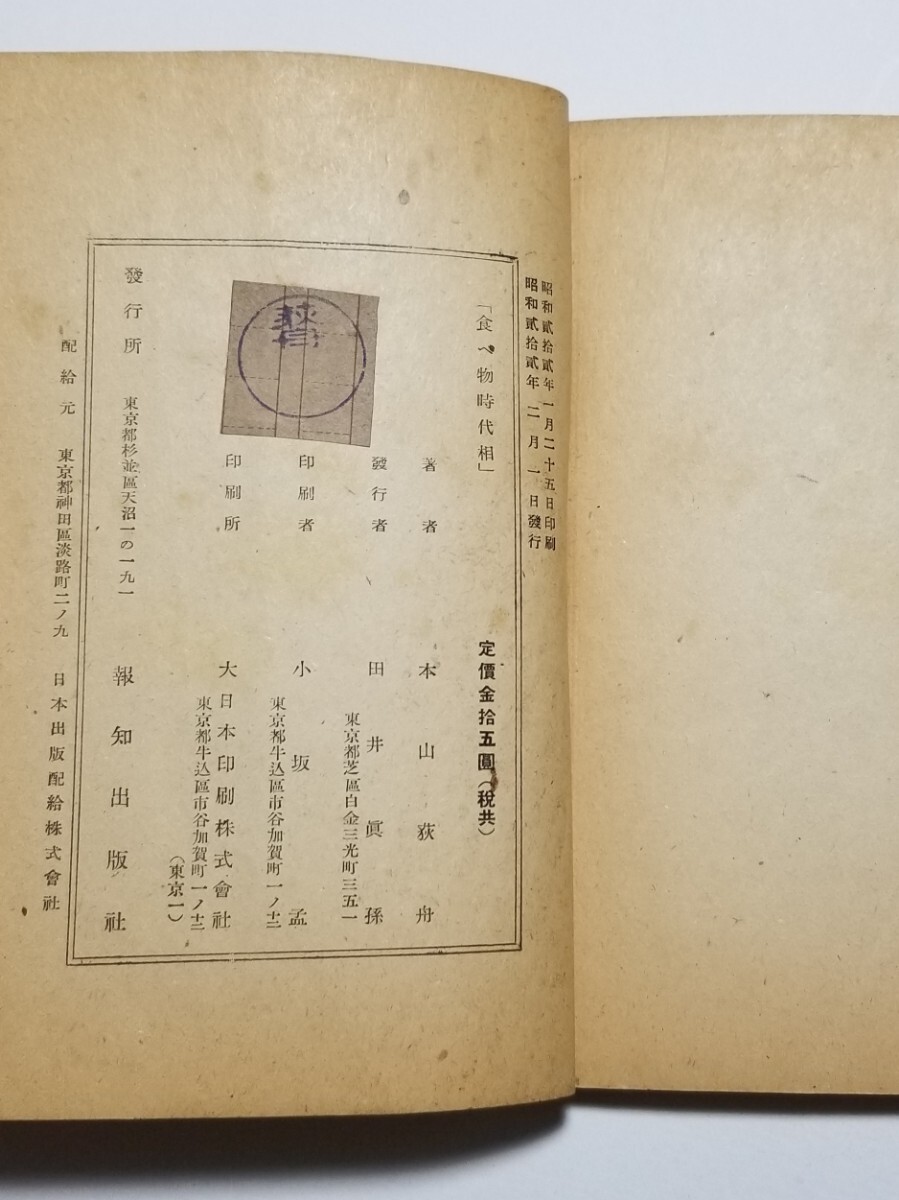 昭和貳拾貳年一月二十五日印刷
昭和貳拾貳年二月一日發行
「食べ物時代相」
定價金拾五圓(稅共)
著者 本山荻舟
發行者 田井眞孫
東京都芝區白金三光町三五一
印刷者 小坂孟
東京都牛込區市谷加賀町一ノ十二
印刷所 大日本印刷株式會社
東京都牛込區市谷加賀町一ノ十二
(東京一)
發行所 東京都杉並區天沼一の一九一 報知出版社
配給元 東京都神田區淡路町二ノ九 日本出版配給株式會社